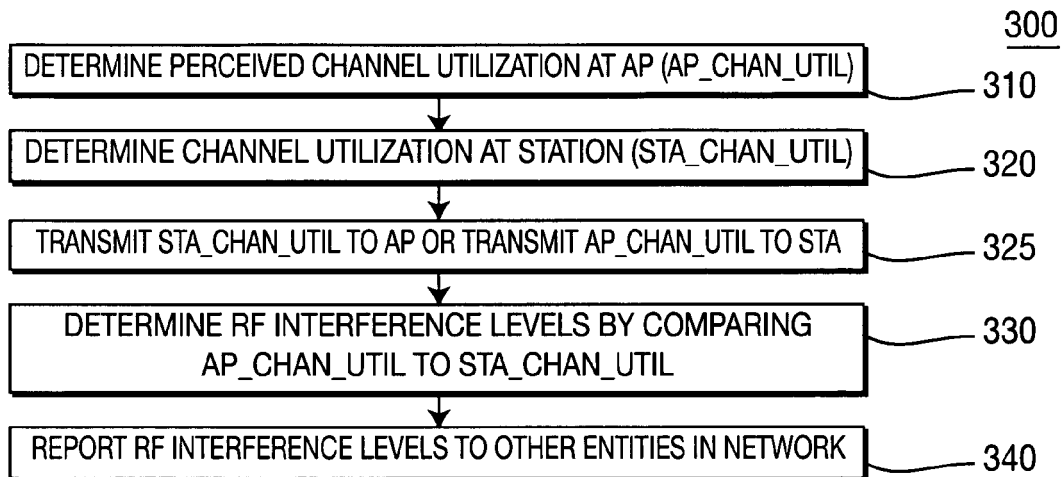 300
DETERMINE PERCEIVED CHANNEL UTILIZATION AT AP (AP_CHAN_UTIL)
310
DETERMINE CHANNEL UTILIZATION AT STATION (STA_CHAN_UTIL)
320
TRANSMIT STA_CHAN_UTIL TO AP OR TRANSMIT AP_CHAN_UTIL TO STA
325
DETERMINE RF INTERFERENCE LEVELS BY COMPARING
AP_CHAN_UTIL TO STA_CHAN_UTIL
330
REPORT RF INTERFERENCE LEVELS TO OTHER ENTITIES IN NETWORK
340